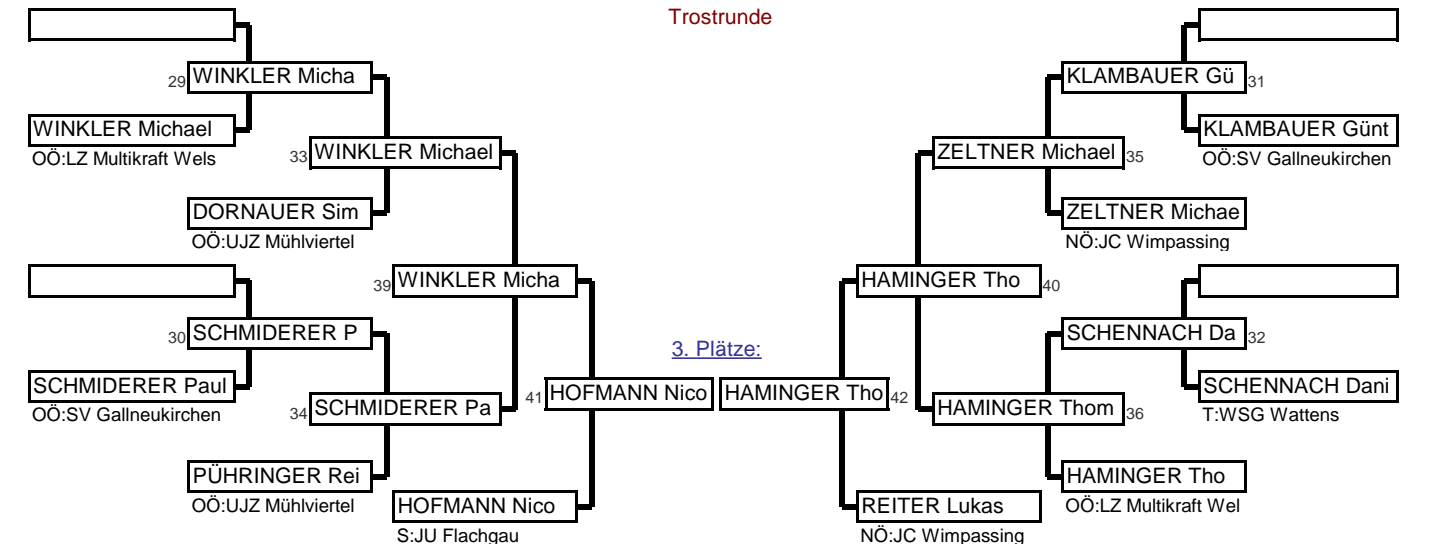 Trostrunde
29 WINKLER Micha
KLAMBAUER Gü 31
WINKLER Michael
KLAMBAUER Günt
OÖ:LZ Multikraft Wels
33 WINKLER Michael
ZELTNER Michael 35
OÖ:SV Gallneukirchen
DORNAUER Sim
ZELTNER Michae
OÖ:UJZ Mühlviertel
NÖ:JC Wimpassing
39 WINKLER Micha
HAMINGER Tho 40
30 SCHMIDERER P
SCHENNACH Da 32
3. Plätze:
SCHMIDERER Paul
41 HOFMANN Nico
HAMINGER Tho 42
SCHENNACH Dani
OÖ:SV Gallneukirchen
34 SCHMIDERER Pa
HAMINGER Thom 36
T:WSG Wattens
PÜHRINGER Rei
HAMINGER Tho
OÖ:UJZ Mühlviertel
HOFMANN Nico
REITER Lukas
OÖ:LZ Multikraft Wel
S:JU Flachgau
NÖ:JC Wimpassing